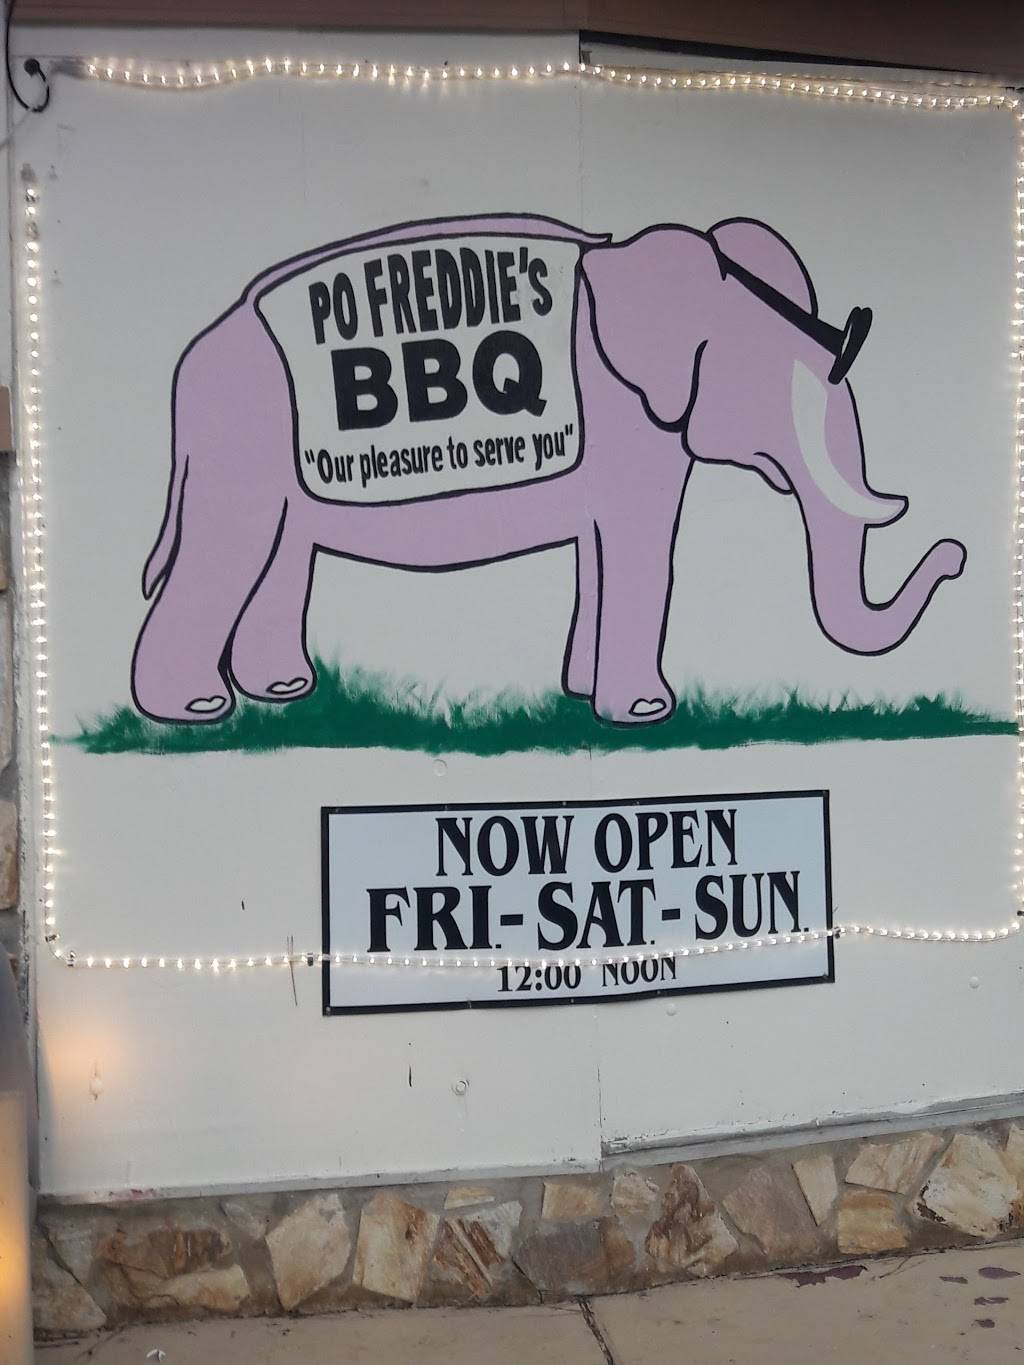 PO FREDDIE'S
BBQ
"Our pleasure to serve you"
NOW OPEN
FRI.-SAT.-SUN.
12:00 NOON